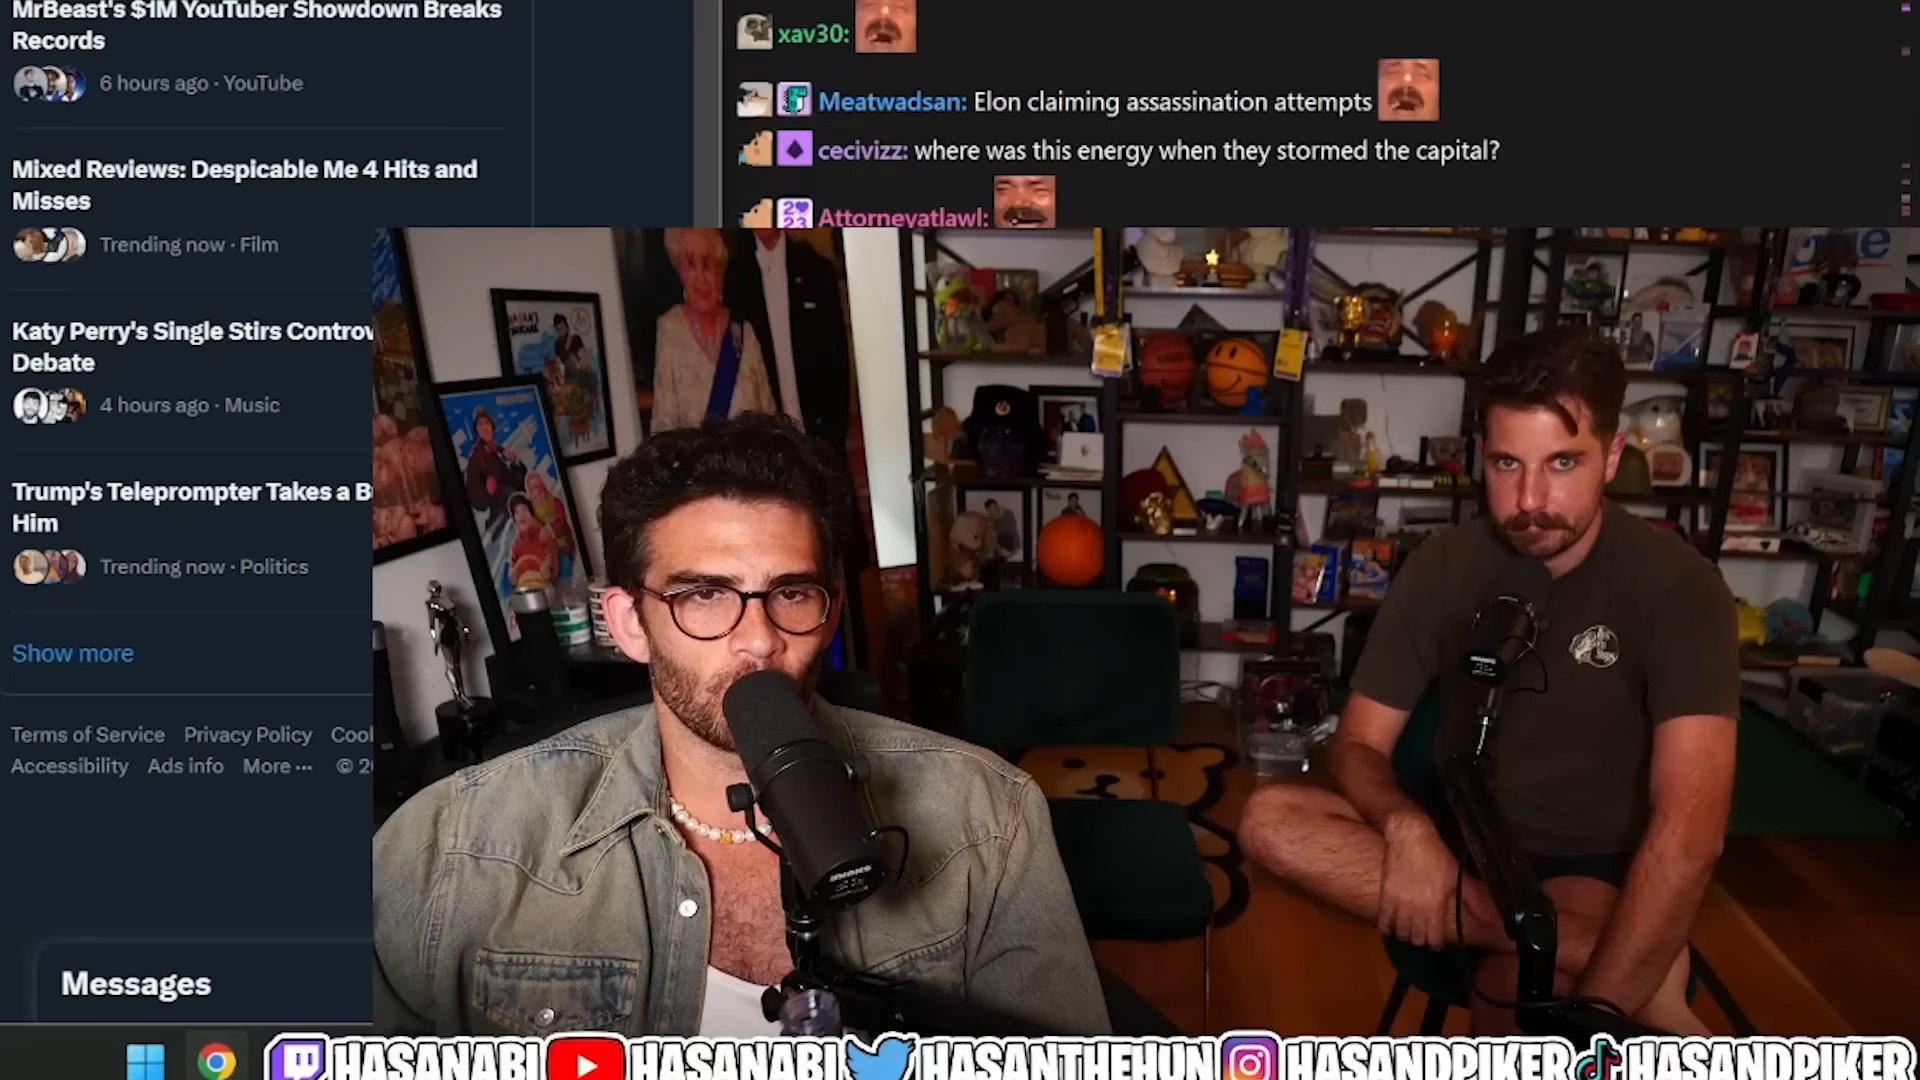 MrBeast's $1M YouTuber Showdown Breaks
Records
6 hours ago · YouTube
Mixed Reviews: Despicable Me 4 Hits and
Misses
Trending now · Film
Katy Perry's Single Stirs
Debate
4 hours ago · Music
Trump's Teleprompter Takes a
Him
Trending now · Politics
Show more
Terms of Service Privacy Policy
Accessibility Ads info More ··· ©
Messages
xav30:
Meatwadsan: Elon claiming assassination attempts
cecivizz: where was this energy when they stormed the capital?
Attorneyatlawl:
HASANABI HASANABI HASANTHEHUN HASANDPIKER HASANDPIKER